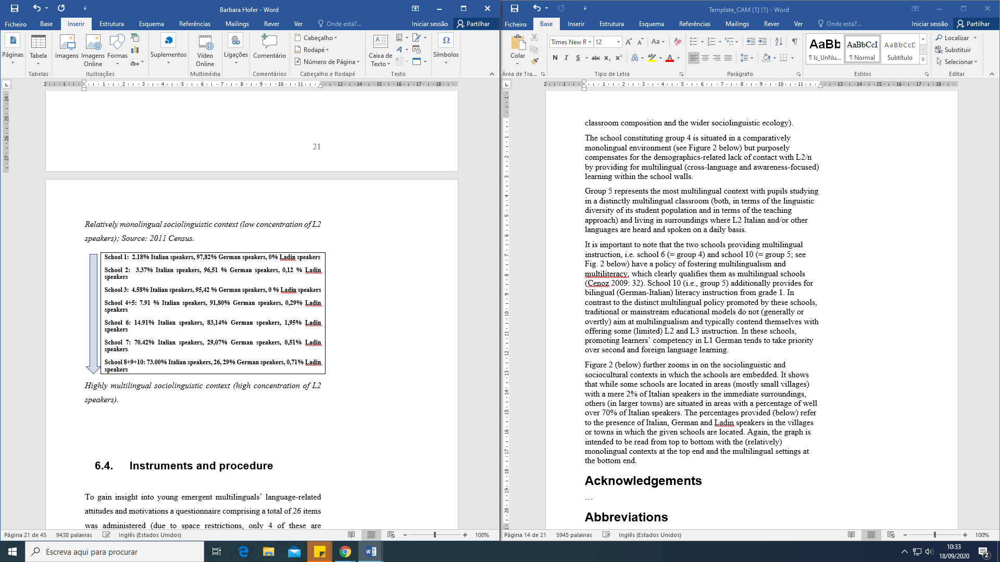 Barbara Hofer - Word
Ficheiro Base Inserir Estrutura Esquema Referências Mailings Rever Ver Onde está?... Iniciar sessão Partilhar
Páginas
Tabela
Imagens
Imagens Online
Formas
Suplementos
Vídeo Online
Ligações
Comentário
Cabeçalho
Rodapé
Número de Página
Caixa de Texto
Símbolos
Tabelas Ilustrações Multimédia Comentários Cabeçalho e Rodapé Texto
21
Relatively monolingual sociolinguistic context (low concentration of L2
speakers); Source: 2011 Census.
School 1: 2.18% Italian speakers, 97,82% German speakers, 0% Ladin speakers
School 2: 3.37% Italian speakers, 96,51 % German speakers, 0,12 % Ladin
speakers
School 3: 4.58% Italian speakers, 95,42 % German speakers, 0 % Ladin speakers
School 4+5: 7.91 % Italian speakers, 91,80% German speakers, 0,29% Ladin
speakers
School 6: 14.91% Italian speakers, 83,14% German speakers, 1,95% Ladin
speakers
School 7: 70.42% Italian speakers, 29,07% German speakers, 0,51% Ladin
speakers
School 8+9+10: 73.00% Italian speakers, 26, 29% German speakers, 0,71% Ladin
speakers
Highly multilingual sociolinguistic context (high concentration of L2
speakers).
6.4. Instruments and procedure
To gain insight into young emergent multilinguals’ language-related
attitudes and motivations a questionnaire comprising a total of 26 items
was administered (due to space restrictions, only 4 of these are
Página 21 de 45 9438 palavras Inglês (Estados Unidos) 100%
Template_CAM (1) (1) - Word
Ficheiro Base Inserir Estrutura Esquema Referências Mailings Rever Ver Onde está?... Iniciar sessão Partilhar
Colar
Times New R 12
N I S abc x₂ x²
AaBb AaBbCcI AaBbCcD
¶ Is_UnNu... ¶ Normal Subtítulo
Localizar
Substituir
Selecionar
Área de Tra... Tipo de Letra Parágrafo Estilos Editar
classroom composition and the wider sociolinguistic ecology).
The school constituting group 4 is situated in a comparatively
monolingual environment (see Figure 2 below) but purposely
compensates for the demographics-related lack of contact with L2/n
by providing for multilingual (cross-language and awareness-focused)
learning within the school walls.
Group 5 represents the most multilingual context with pupils studying
in a distinctly multilingual classroom (both, in terms of the linguistic
diversity of its student population and in terms of the teaching
approach) and living in surroundings where L2 Italian and/or other
languages are heard and spoken on a daily basis.
It is important to note that the two schools providing multilingual
instruction, i.e. school 6 (= group 4) and school 10 (= group 5; see
Fig. 2 below) have a policy of fostering multilingualism and
multiliteracy, which clearly qualifies them as multilingual schools
(Cenoz 2009: 32). School 10 (i.e., group 5) additionally provides for
bilingual (German-Italian) literacy instruction from grade 1. In
contrast to the distinct multilingual policy promoted by these schools,
traditional or mainstream educational models do not (generally or
overtly) aim at multilingualism and typically contend themselves with
offering some (limited) L2 and L3 instruction. In these schools,
promoting learners’ competency in L1 German tends to take priority
over second and foreign language learning.
Figure 2 (below) further zooms in on the sociolinguistic and
sociocultural contexts in which the schools are embedded. It shows
that while some schools are located in areas (mostly small villages)
with a mere 2% of Italian speakers in the immediate surroundings,
others (in larger towns) are situated in areas with a percentage of well
over 70% of Italian speakers. The percentages provided (below) refer
to the presence of Italian, German and Ladin speakers in the villages
or towns in which the given schools are located. Again, the graph is
intended to be read from top to bottom with the (relatively)
monolingual contexts at the top end and the multilingual settings at
the bottom end.
Acknowledgements
…
Abbreviations
Página 14 de 21 5945 palavras Inglês (Estados Unidos) 100%
Escreva aqui para procurar
10:33
18/09/2020
2